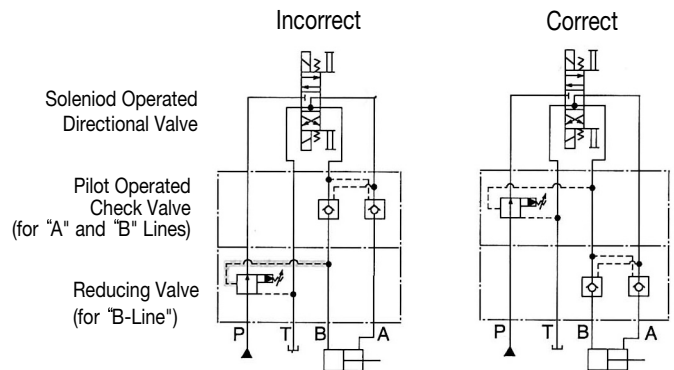 Incorrect
Correct
Soleniod Operated
Directional Valve
Pilot Operated
Check Valve
(for "A" and "B" Lines)
Reducing Valve
(for "B-Line")
P T B A
P T B A